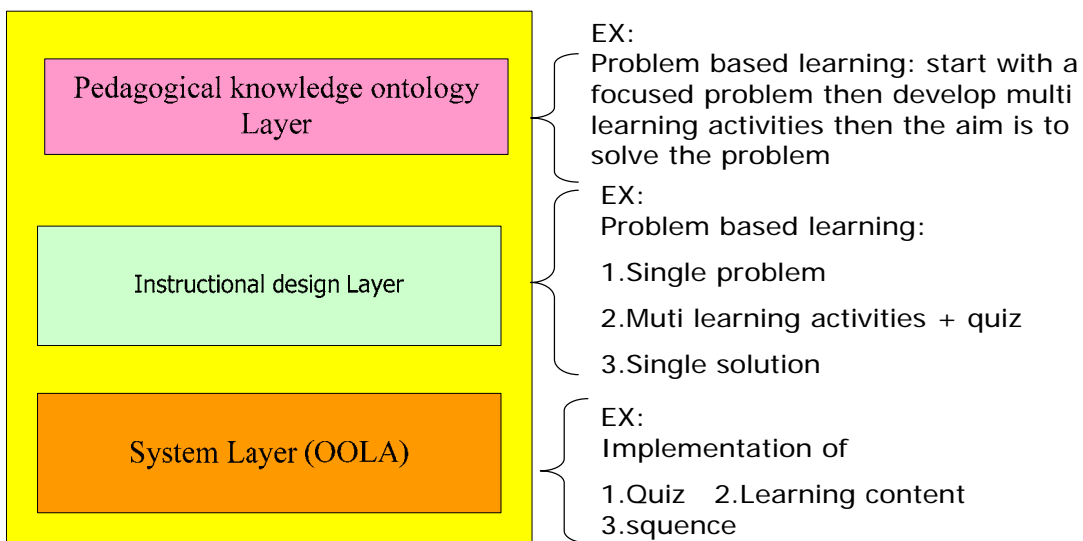 Pedagogical knowledge ontology
Layer
EX:
Problem based learning: start with a
focused problem then develop multi
learning activities then the aim is to
solve the problem
Instructional design Layer
EX:
Problem based learning:
1.Single problem
2.Muti learning activities + quiz
3.Single solution
System Layer (OOLA)
EX:
Implementation of
1.Quiz 2.Learning content
3.squence